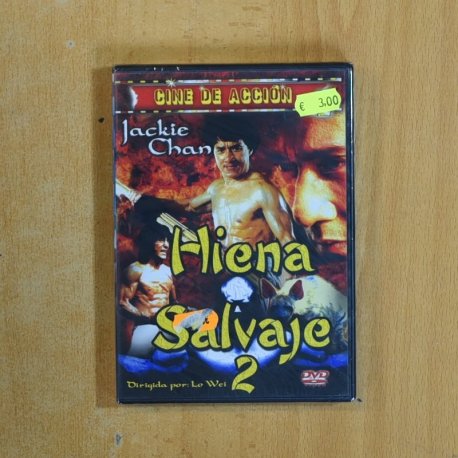 CINE DE ACCIÓN
€ 3,00
Jackie
Chan
Hiena
Salvaje
2
Dirigida por: Lo Wei
DVD